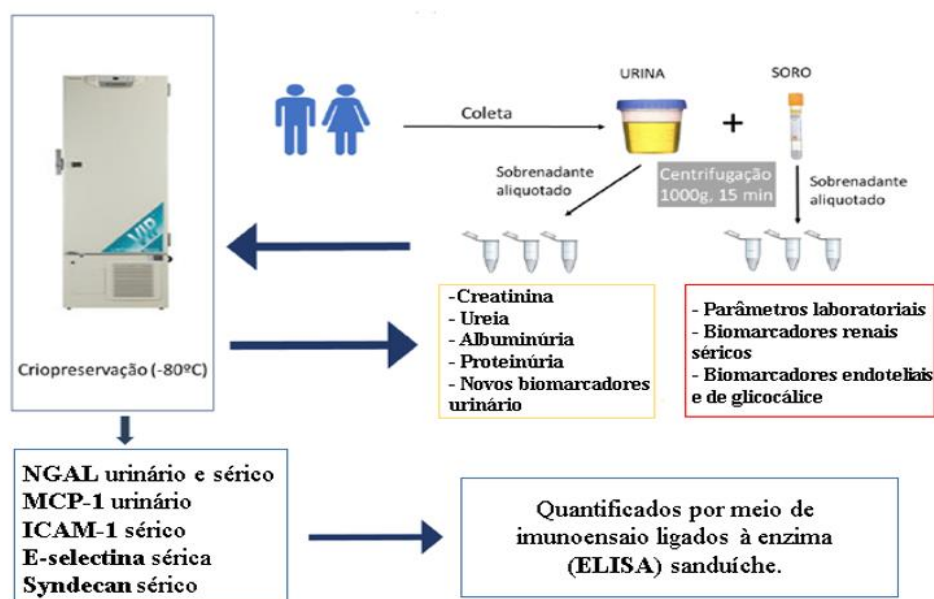 URINA
SORO
Coleta
+
Sobrenadante
aliquotado
Centrifugação
1000g, 15 min
Sobrenadante
aliquotado
VIP
Criopreservação (-80ºC)
-Creatinina
- Ureia
- Albuminúria
- Proteinúria
- Novos biomarcadores
urinário
- Parâmetros laboratoriais
- Biomarcadores renais
séricos
- Biomarcadores endoteliais
e de glicocálice
NGAL urinário e sérico
MCP-1 urinário
ICAM-1 sérico
E-selectina sérica
Syndecan sérico
Quantificados por meio de
imunoensaio ligados à enzima
(ELISA) sanduíche.